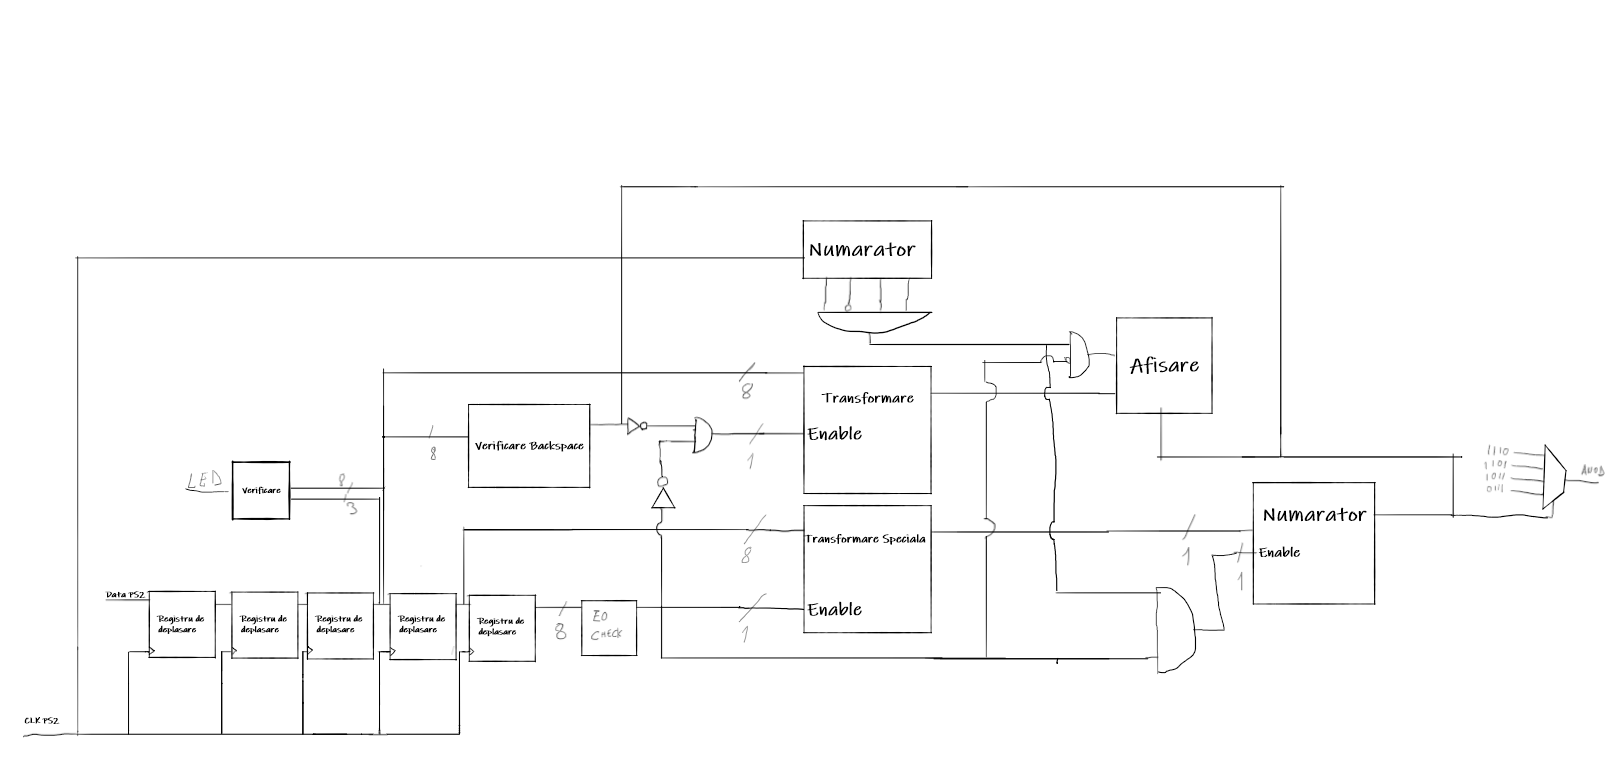 Numarator
Afisare
8
Transformare
Enable
1
Verificare Backspace
8
LED
Verificare
8
3
1110
1101
1011
0111
ANOD
Numarator
Enable
1
1
Transformare Speciala
8
Enable
1
Data PS2
Registru de
deplasare
Registru de
deplasare
Registru de
deplasare
Registru de
deplasare
Registru de
deplasare
8
E0
CHECK
CLK PS2